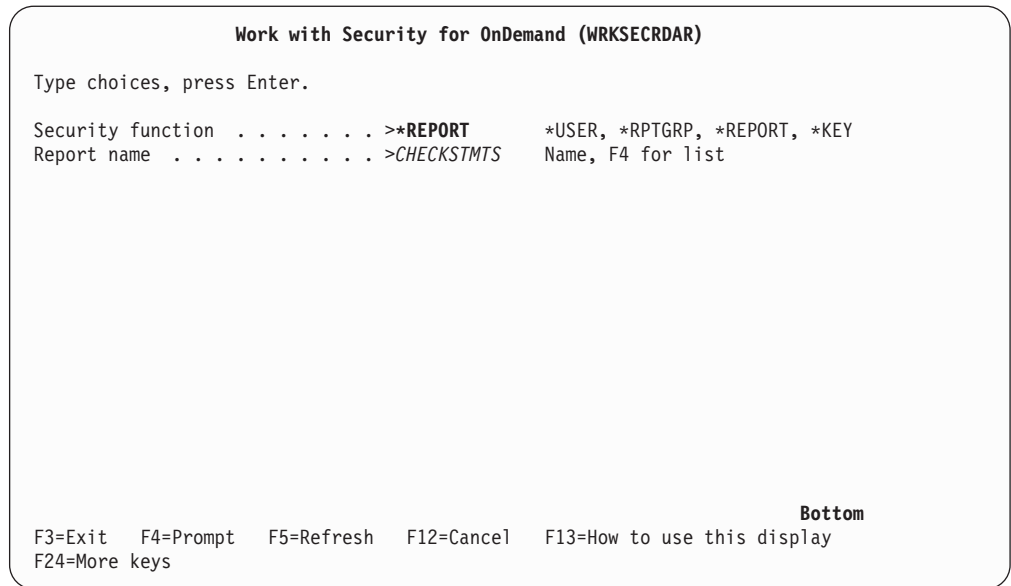 Work with Security for OnDemand (WRKSECRDAR)
Type choices, press Enter.
Security function . . . . . . . >*REPORT *USER, *RPTGRP, *REPORT, *KEY
Report name . . . . . . . . . . >CHECKSTMTS Name, F4 for list
Bottom
F3=Exit F4=Prompt F5=Refresh F12=Cancel F13=How to use this display
F24=More keys